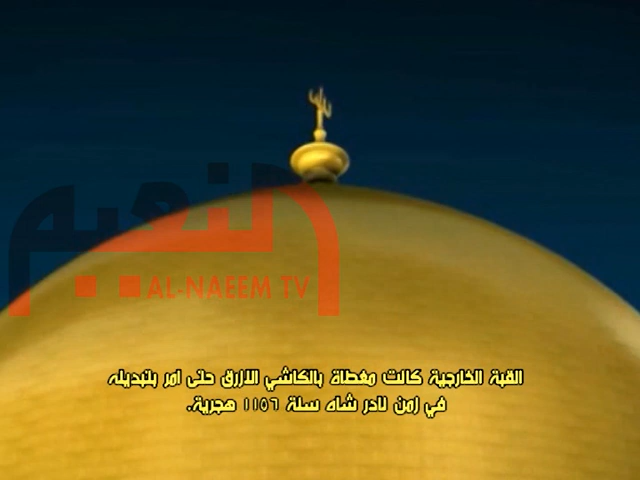 النعيم
AL-NAEEM TV
القبة الخارجية كانت مغطاة بالكاشي الازرق حتى امر بتبديله
في زمن نادر شاه سنة ١١٥٦ هجرية.